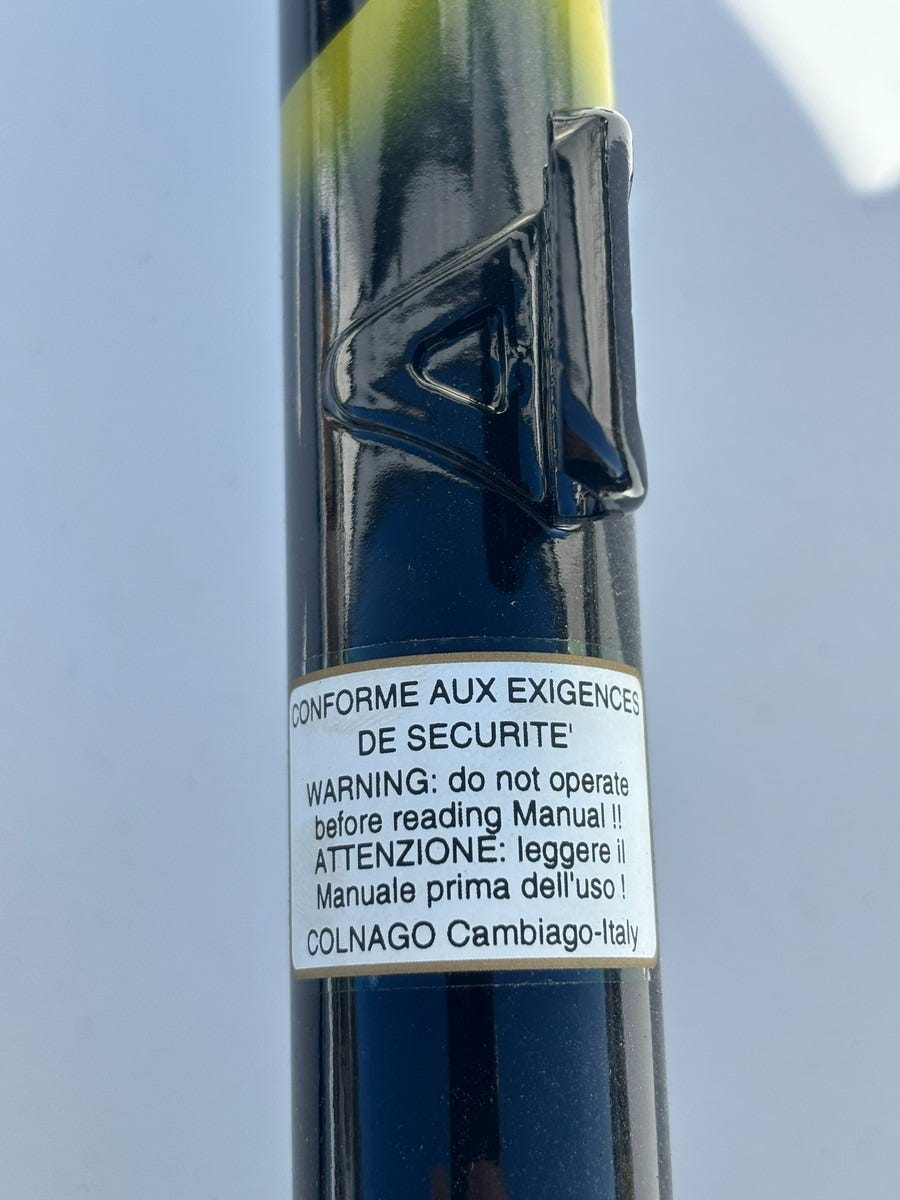 CONFORME AUX EXIGENCES
DE SECURITE'
WARNING: do not operate
before reading Manual !!
ATTENZIONE: leggere il
Manuale prima dell'uso !
COLNAGO Cambiago-Italy